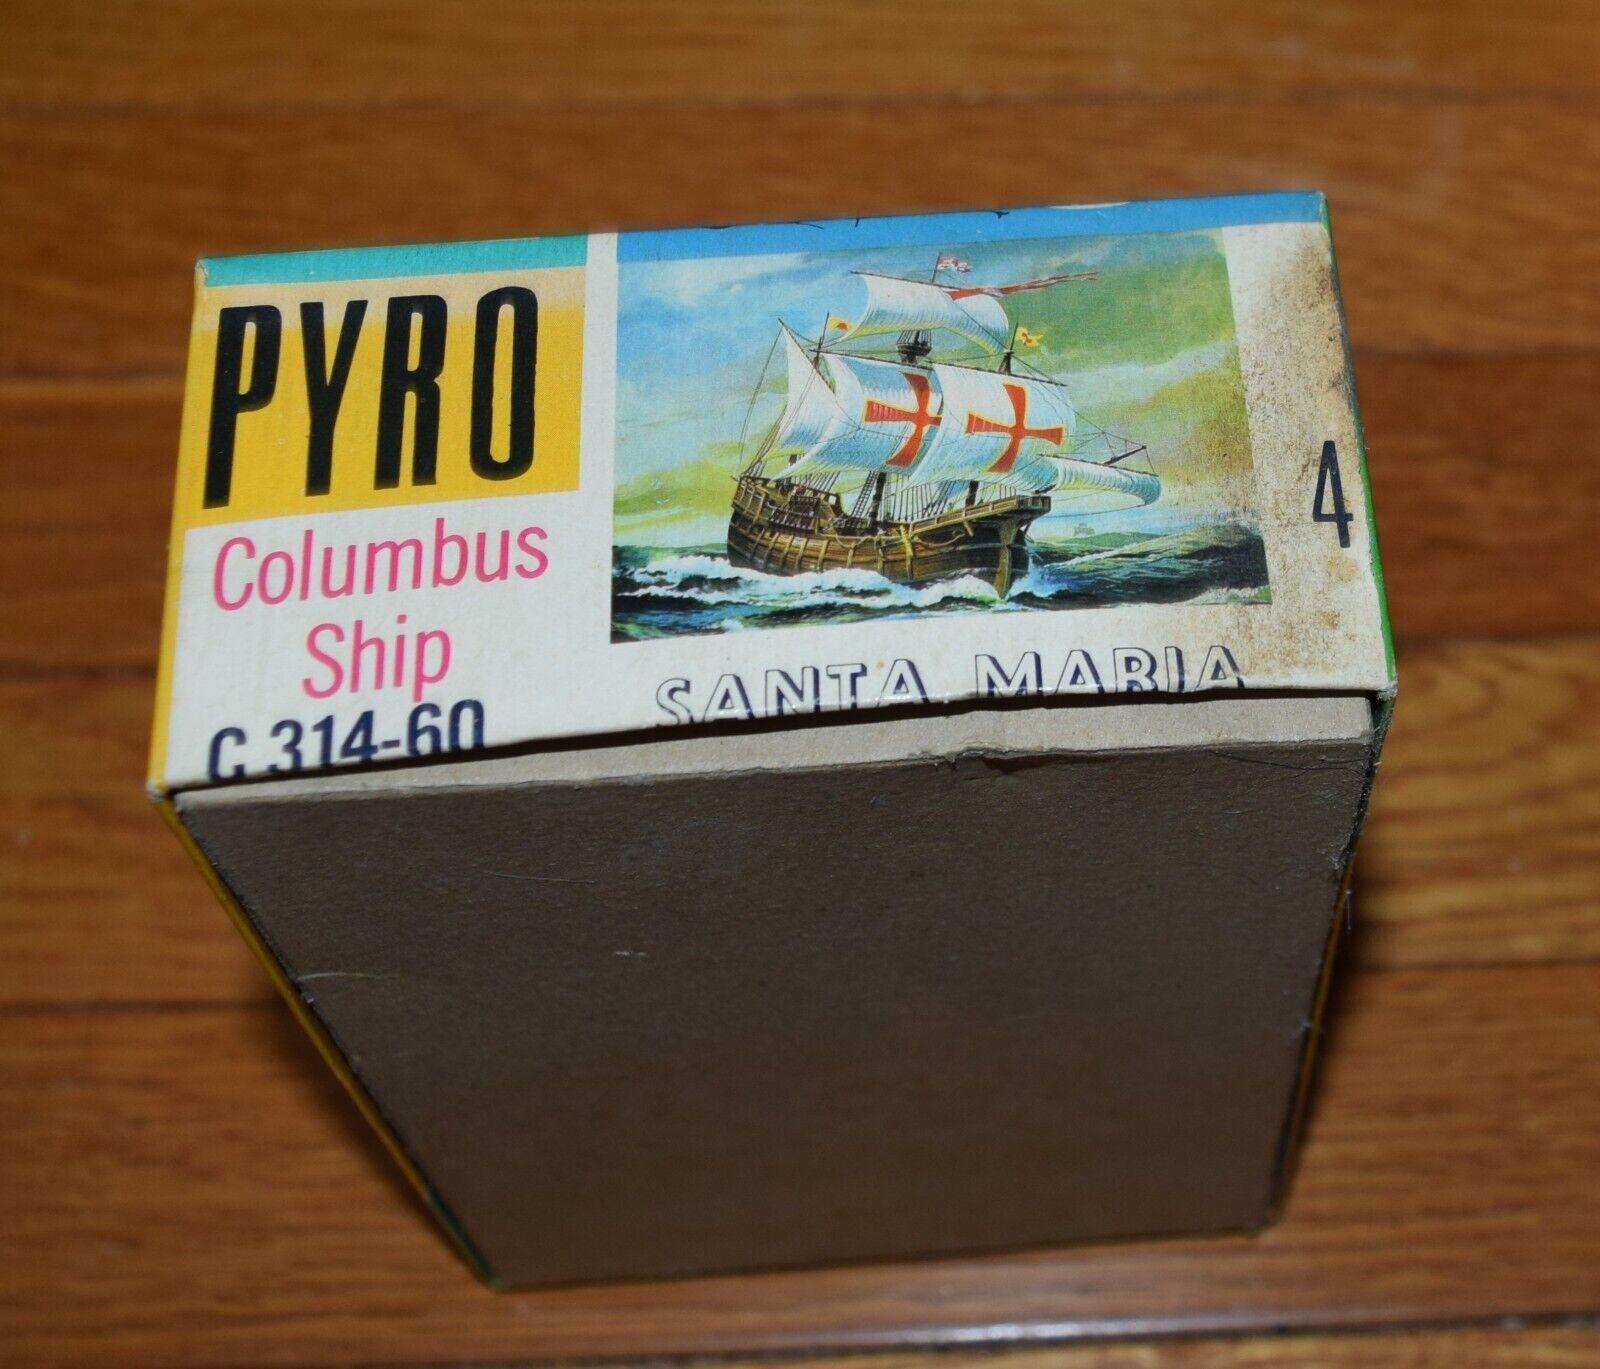 PYRO
Columbus
Ship
C 314-60
SANTA MARIA
4